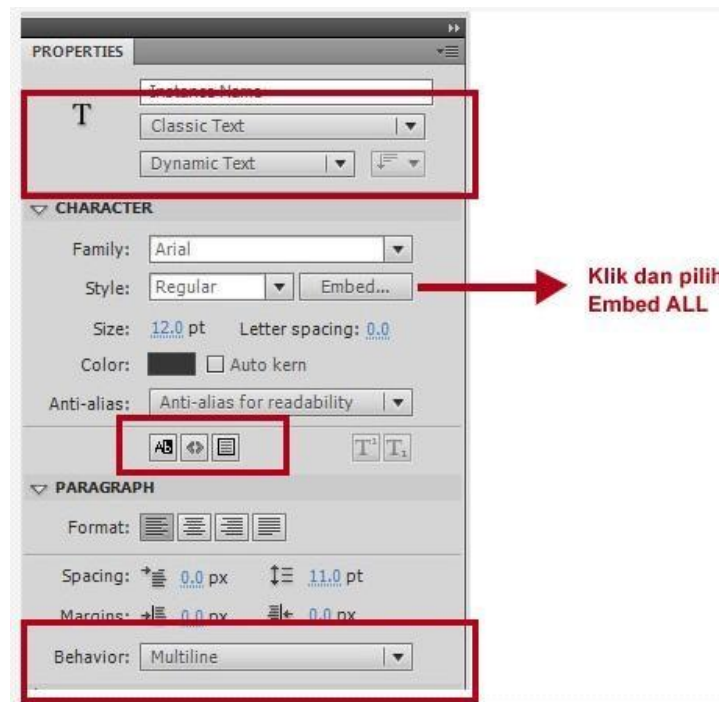 PROPERTIES
Instance Name
T
Classic Text
Dynamic Text
CHARACTER
Family: Arial
Style: Regular Embed...
Klik dan pilih
Embed ALL
Size: 12.0 pt Letter spacing: 0.0
Color: Auto kern
Anti-alias: Anti-alias for readability
T¹ T₁
PARAGRAPH
Format:
Spacing: 0.0 px 11.0 pt
Margins: 0.0 px 0.0 px
Behavior: Multiline